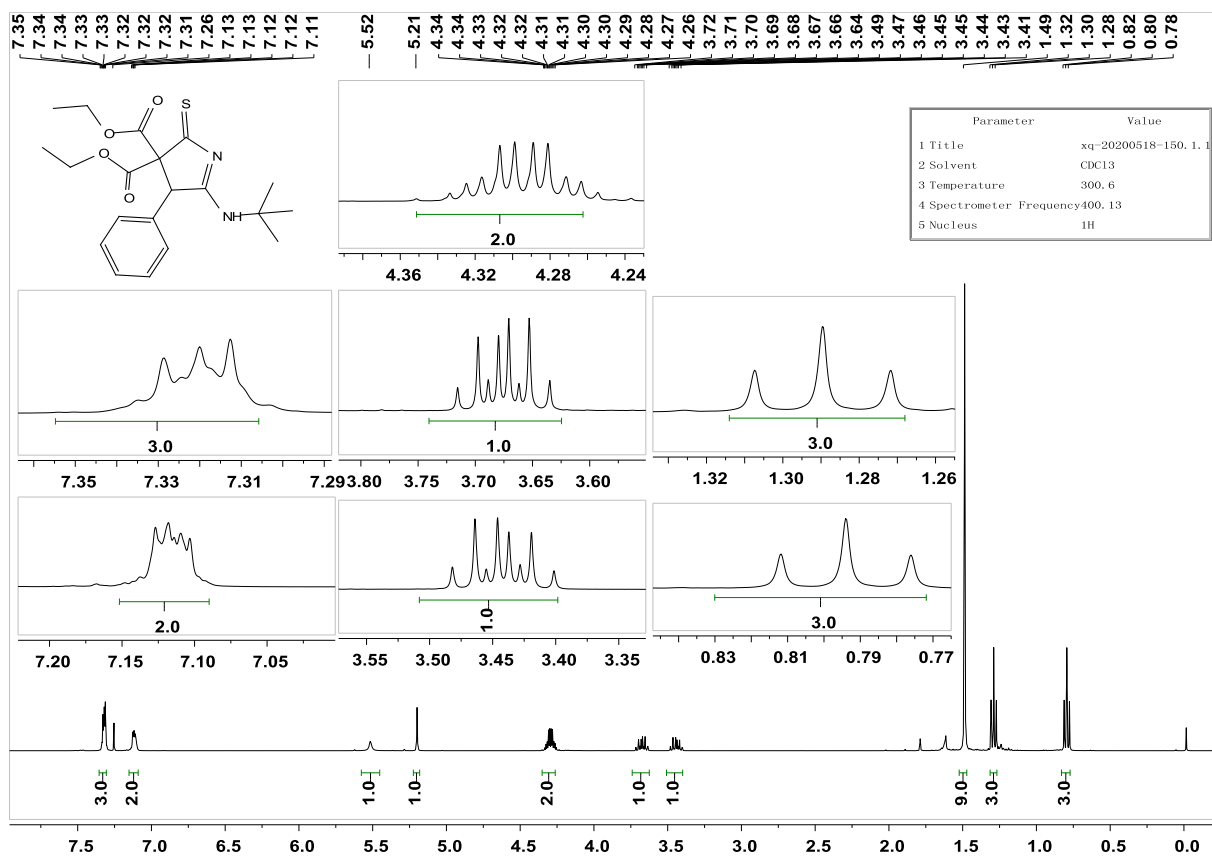 7.35 7.34 7.34 7.33 7.33 7.32 7.32 7.32 7.31 7.26 7.13 7.13 7.12 7.12 7.11 5.52 5.21 4.34 4.34 4.33 4.32 4.32 4.31 4.31 4.30 4.30 4.29 4.28 4.27 4.26 3.72 3.71 3.70 3.69 3.68 3.68 3.67 3.66 3.64 3.49 3.47 3.46 3.45 3.45 3.44 3.43 3.41 1.49 1.32 1.30 1.28 0.82 0.80 0.78
O S
O
O N
O
NH
2.0
4.36 4.32 4.28 4.24
Parameter Value
1 Title xq-20200518-150.1.1
2 Solvent CDCl3
3 Temperature 300.6
4 Spectrometer Frequency 400.13
5 Nucleus 1H
3.0
7.35 7.33 7.31 7.29
1.0
3.80 3.75 3.70 3.65 3.60
3.0
1.32 1.30 1.28 1.26
2.0
7.20 7.15 7.10 7.05
1.0
3.55 3.50 3.45 3.40 3.35
3.0
0.83 0.81 0.79 0.77
3.0 2.0 1.0 1.0 2.0 1.0 1.0 9.0 3.0 3.0
7.5 7.0 6.5 6.0 5.5 5.0 4.5 4.0 3.5 3.0 2.5 2.0 1.5 1.0 0.5 0.0